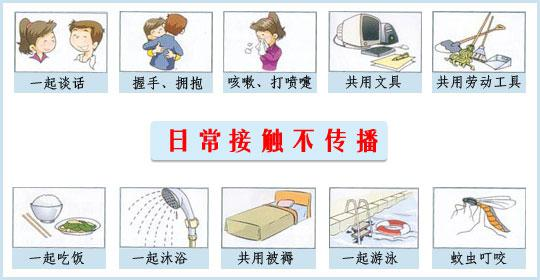 一起谈话
握手、拥抱
咳嗽、打喷嚏
共用文具
共用劳动工具
日常接触不传播
一起吃饭
一起沐浴
共用被褥
一起游泳
蚊虫叮咬